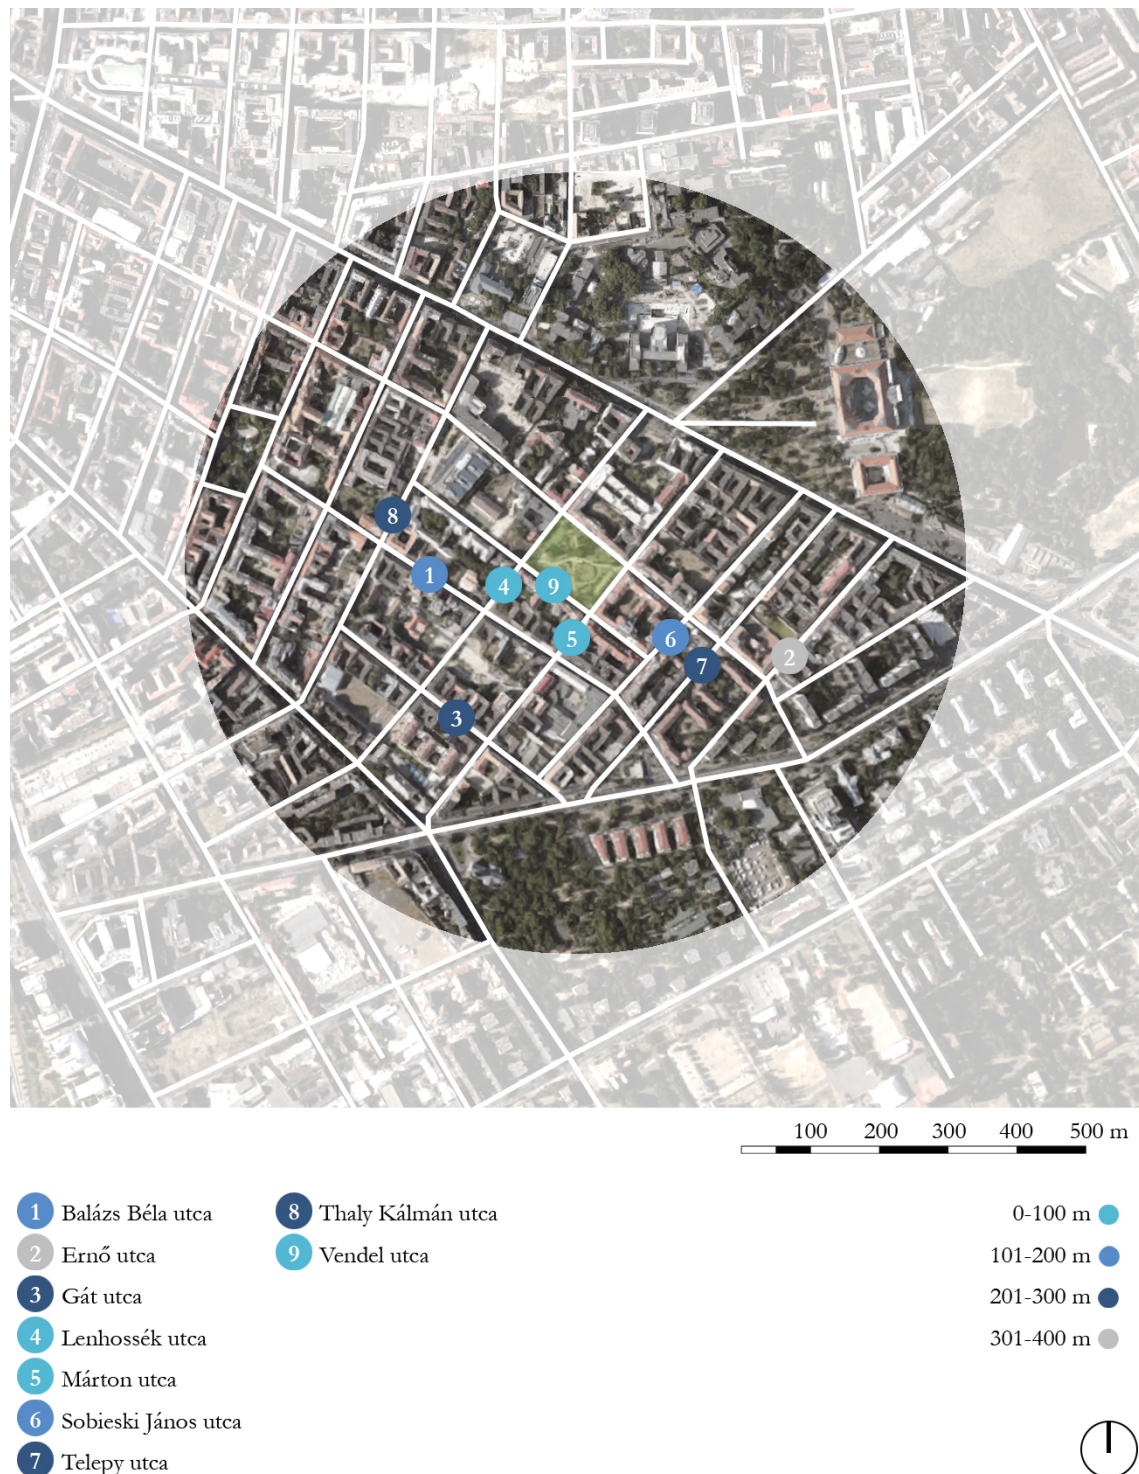 8
1
4
9
5
6
7
2
3
100 200 300 400 500 m
1 Balázs Béla utca
2 Ernő utca
3 Gát utca
4 Lenhossék utca
5 Márton utca
6 Sobieski János utca
7 Telepy utca
8 Thaly Kálmán utca
9 Vendel utca
0-100 m
101-200 m
201-300 m
301-400 m